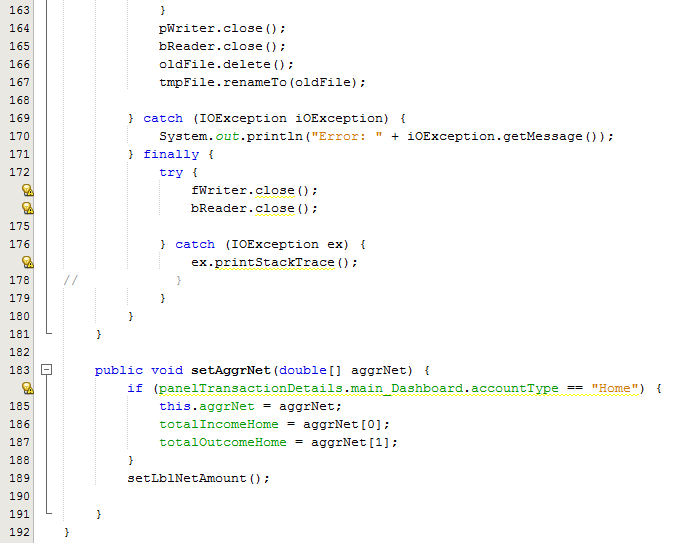 163                 }
164                 pWriter.close();
165                 bReader.close();
166                 oldFile.delete();
167                 tmpFile.renameTo(oldFile);
168
169             } catch (IOException iOException) {
170                 System.out.println("Error: " + iOException.getMessage());
171             } finally {
172                 try {
                    fWriter.close();
                    bReader.close();
175
176                 } catch (IOException ex) {
                    ex.printStackTrace();
178     //              }
179                 }
180             }
181         }
182
183         public void setAggrNet(double[] aggrNet) {
            if (panelTransactionDetails.main_Dashboard.accountType == "Home") {
185                 this.aggrNet = aggrNet;
186                 totalIncomeHome = aggrNet[0];
187                 totalOutcomeHome = aggrNet[1];
188             }
189             setLblNetAmount();
190
191         }
192     }